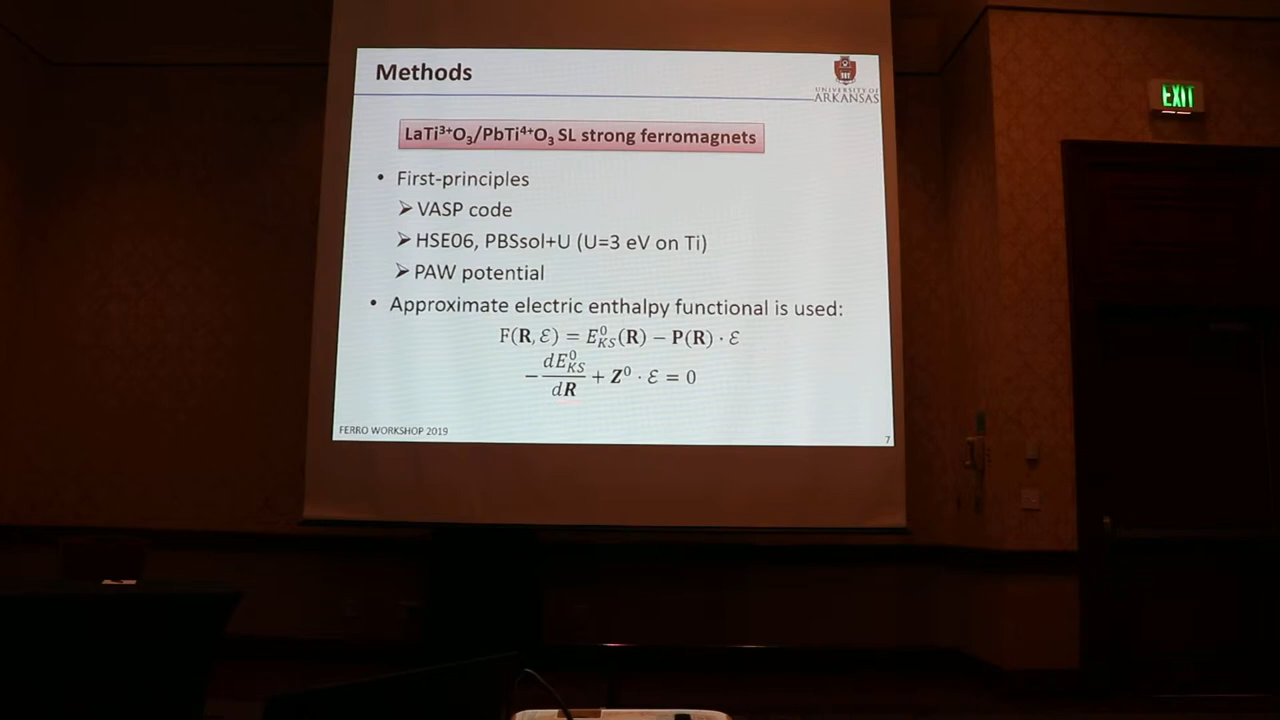 Methods
UNIVERSITY OF
ARKANSAS
LaTi³⁺O₃/PbTi⁴⁺O₃ SL strong ferromagnets
• First-principles
➤ VASP code
➤ HSE06, PBSsol+U (U=3 eV on Ti)
➤ PAW potential
• Approximate electric enthalpy functional is used:
F(R, ℰ) = E⁰_KS(R) − P(R) · ℰ
− dE⁰_KS/dR + Z⁰ · ℰ = 0
FERRO WORKSHOP 2019
7
EXIT